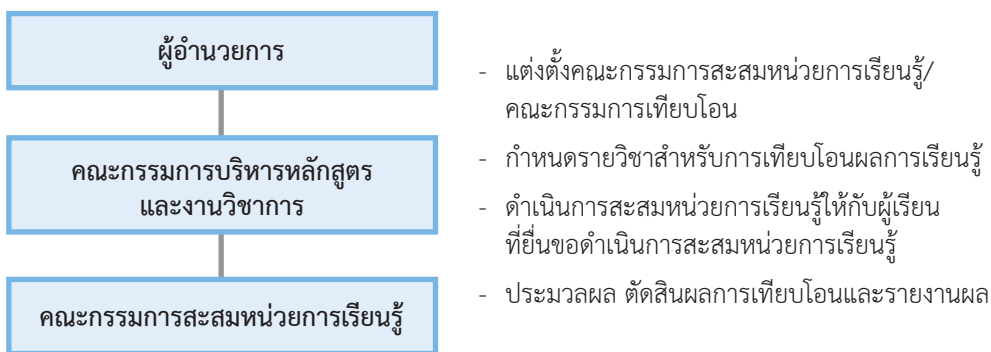 ผู้อำนวยการ
คณะกรรมการบริหารหลักสูตร
และงานวิชาการ
คณะกรรมการสะสมหน่วยการเรียนรู้
- แต่งตั้งคณะกรรมการสะสมหน่วยการเรียนรู้/
คณะกรรมการเทียบโอน
- กำหนดรายวิชาสำหรับการเทียบโอนผลการเรียนรู้
- ดำเนินการสะสมหน่วยการเรียนรู้ให้กับผู้เรียน
ที่ยื่นขอดำเนินการสะสมหน่วยการเรียนรู้
- ประมวลผล ตัดสินผลการเทียบโอนและรายงานผล